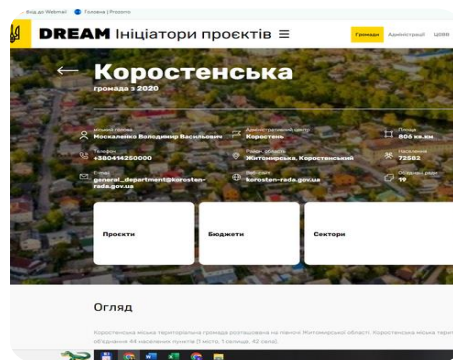 Вхід до Webmail Головна | Prozorro
DREAM Ініціатори проєктів
Громади Адміністрації ЦОВВ
Коростенська
громада з 2020
Міський голова
Москаленко Володимир Васильович
Адміністративний центр
Коростень
Площа
806 кв.км
Телефон
+380414250000
Район, область
Житомирська, Коростенський
Населення
72582
E-mail
general_department@korosten-
rada.gov.ua
Веб-сайт
korosten-rada.gov.ua
19
Проєкти
Бюджети
Сектори
Огляд
Коростенська міська територіальна громада розташована на півночі Житомирської області. Коростенська міська
об'єднання 44 населених пунктів (1 місто, 1 селище, 42 села).